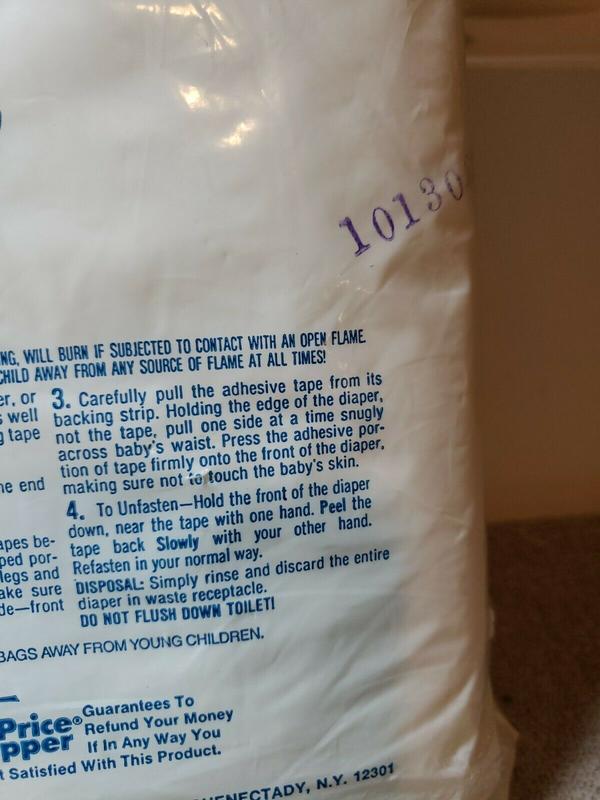 10130
NG, WILL BURN IF SUBJECTED TO CONTACT WITH AN OPEN FLAME.
CHILD AWAY FROM ANY SOURCE OF FLAME AT ALL TIMES!
er, or
s well
g tape
he end
apes be-
ped por-
legs and
ake sure
de—front
3. Carefully pull the adhesive tape from its
backing strip. Holding the edge of the diaper,
not the tape, pull one side at a time snugly
across baby's waist. Press the adhesive por-
tion of tape firmly onto the front of the diaper,
making sure not to touch the baby's skin.
4. To Unfasten—Hold the front of the diaper
down, near the tape with one hand. Peel the
tape back Slowly with your other hand.
Refasten in your normal way.
DISPOSAL: Simply rinse and discard the entire
diaper in waste receptacle.
DO NOT FLUSH DOWN TOILET!
BAGS AWAY FROM YOUNG CHILDREN.
Price®
pper
Guarantees To
Refund Your Money
If In Any Way You
t Satisfied With This Product.
HENECTADY, N.Y. 12301